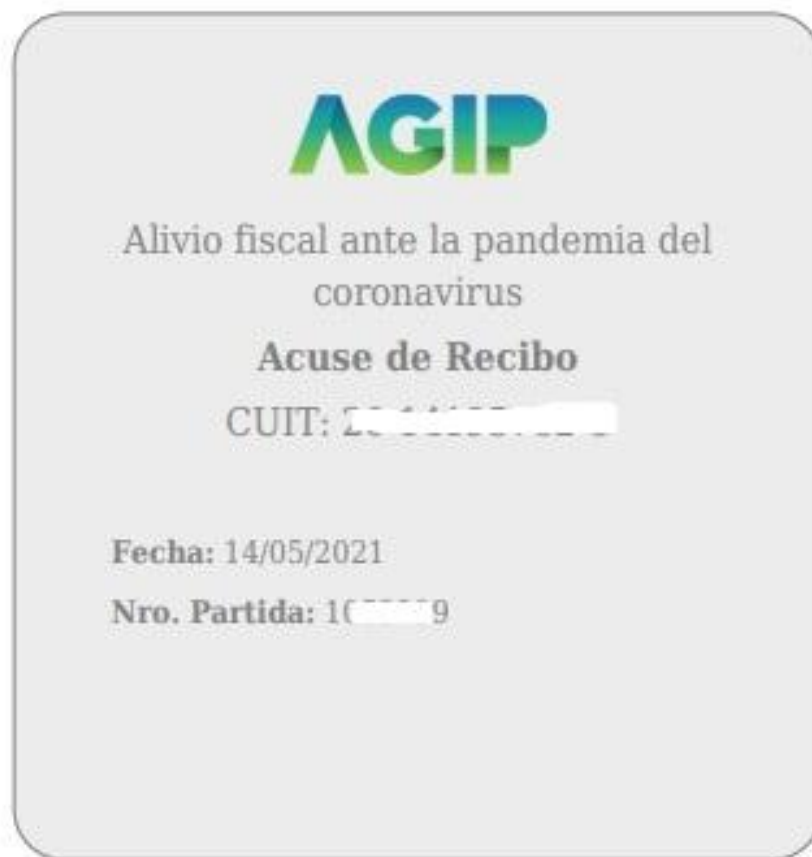 AGIP
Alivio fiscal ante la pandemia del
coronavirus
Acuse de Recibo
CUIT:
Fecha: 14/05/2021
Nro. Partida: